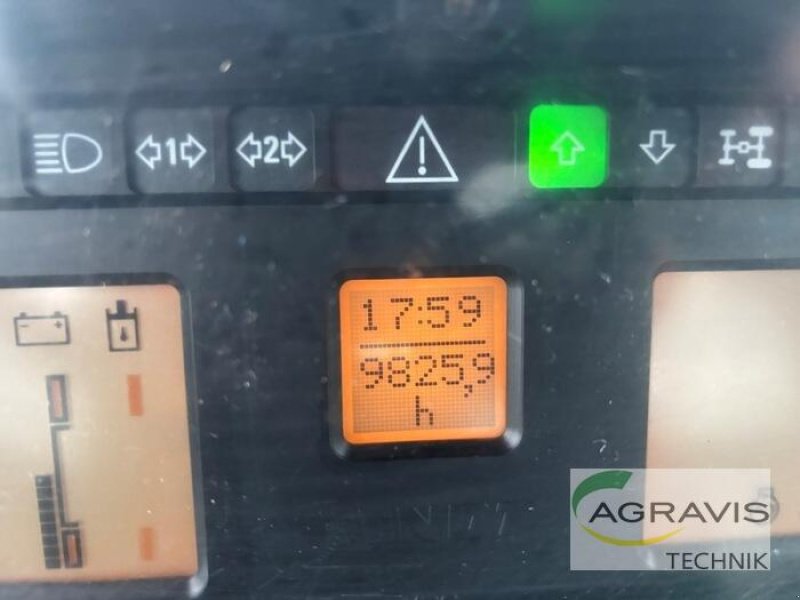 1 2
17:59
9825,9
h
AGRAVIS
TECHNIK